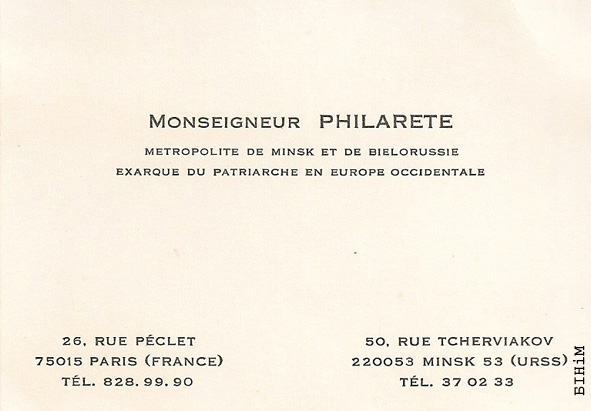 MONSEIGNEUR PHILARETE
METROPOLITE DE MINSK ET DE BIELORUSSIE
EXARQUE DU PATRIARCHE EN EUROPE OCCIDENTALE
26, RUE PÉCLET
75015 PARIS (FRANCE)
TÉL. 828.99.90
50, RUE TCHERVIAKOV
220053 MINSK 53 (URSS)
TÉL. 37 02 33
БІНіМ